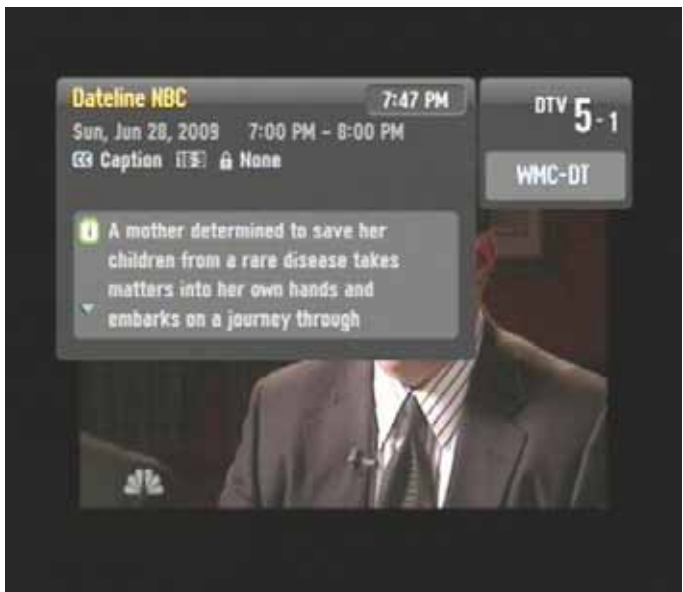 Dateline NBC
7:47 PM
Sun, Jun 28, 2009 7:00 PM - 8:00 PM
CC Caption None
i A mother determined to save her
children from a rare disease takes
matters into her own hands and
embarks on a journey through
DTV 5-1
WMC-DT